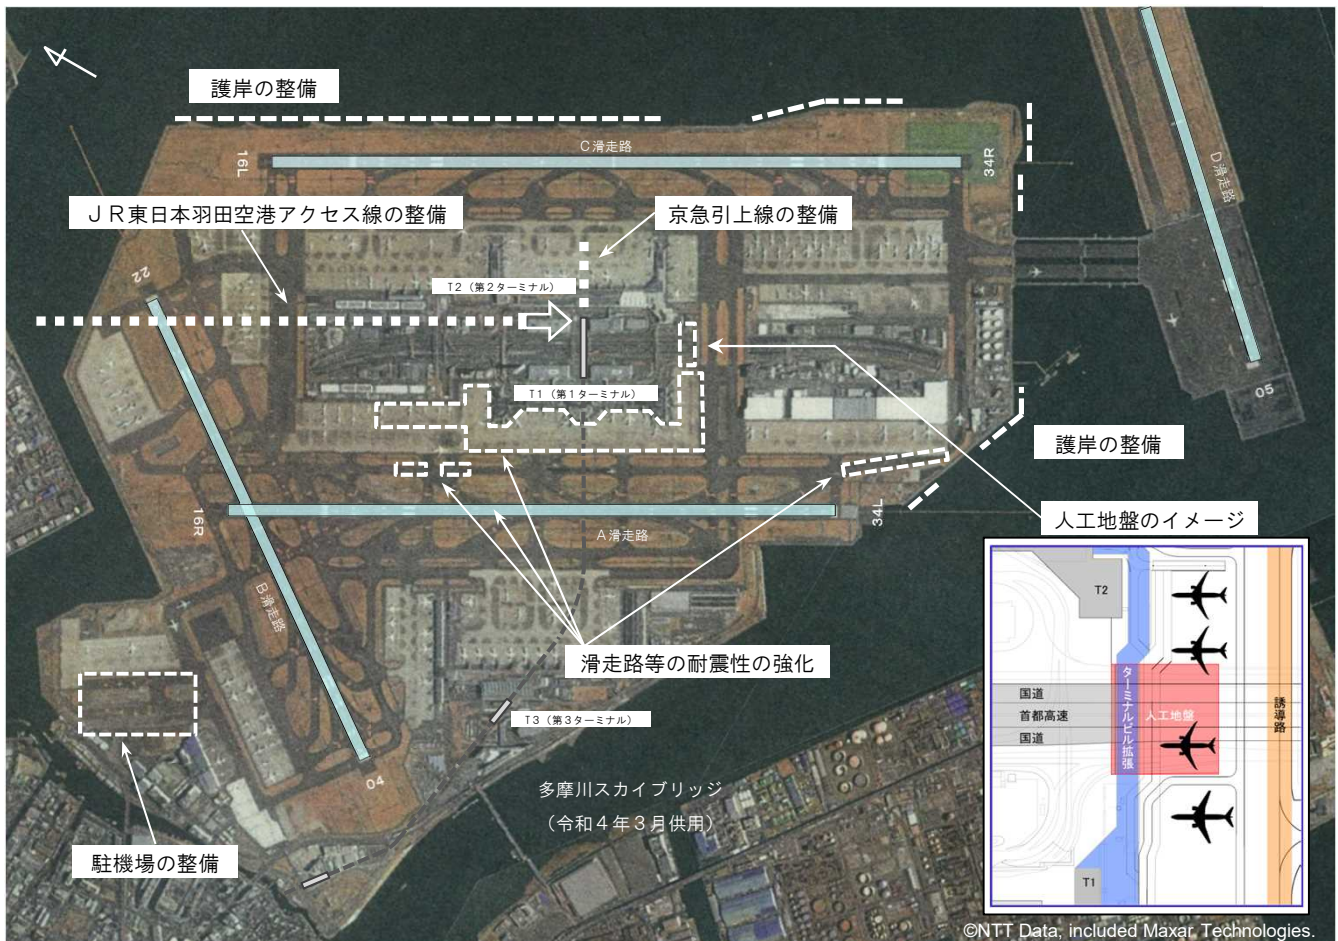 護岸の整備
C滑走路
16L
34R
D滑走路
JR東日本羽田空港アクセス線の整備
京急引上線の整備
22
T2(第2ターミナル)
T1(第1ターミナル)
05
護岸の整備
16R
34L
A滑走路
人工地盤のイメージ
B滑走路
滑走路等の耐震性の強化
T3(第3ターミナル)
04
多摩川スカイブリッジ
(令和4年3月供用)
駐機場の整備
T2
国道
首都高速
国道
ターミナルビル拡張
人工地盤
誘導路
T1
©NTT Data, included Maxar Technologies.